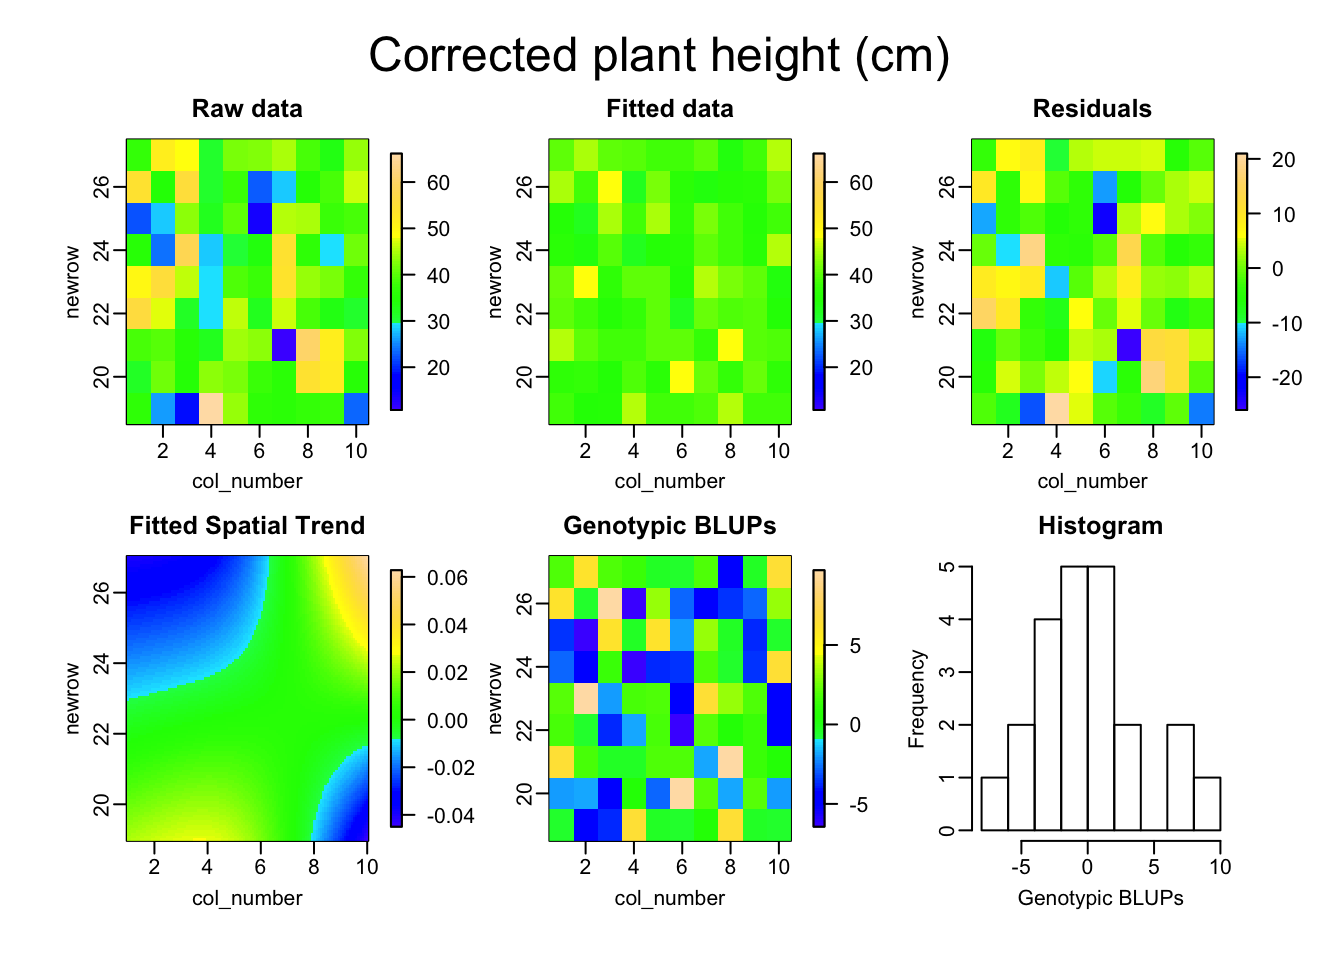 Corrected plant height (cm)
Raw data
Fitted data
Residuals
newrow
20 22 24 26
2 4 6 8 10
col_number
60
50
40
30
20
newrow
20 22 24 26
2 4 6 8 10
col_number
60
50
40
30
20
newrow
20 22 24 26
2 4 6 8 10
col_number
20
10
0
-10
-20
Fitted Spatial Trend
Genotypic BLUPs
Histogram
newrow
20 22 24 26
2 4 6 8 10
col_number
0.06
0.04
0.02
0.00
-0.02
-0.04
newrow
20 22 24 26
2 4 6 8 10
col_number
5
0
-5
Frequency
0 1 2 3 4 5
-5 0 5 10
Genotypic BLUPs